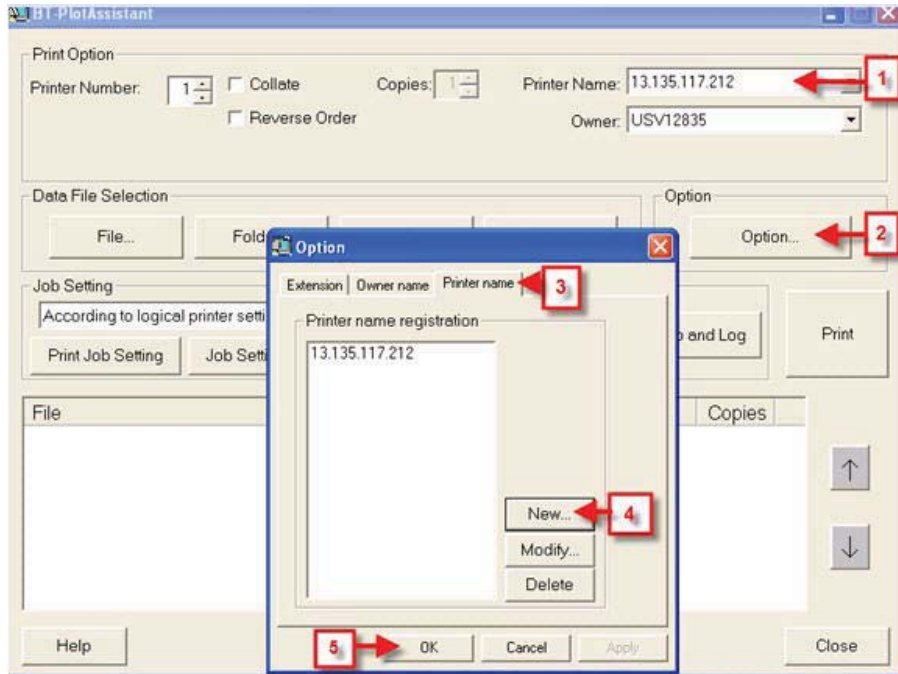 BT-PlotAssistant
Print Option
Printer Number: 1
Collate
Copies: 1
Printer Name: 13.135.117.212
1
Reverse Order
Owner: USV12835
Data File Selection
Option
File...
Fold
Option...
2
Option
Job Setting
Extension
Owner name
Printer name
3
According to logical printer setti
Printer name registration
Print Job Setting
Job Setti
and Log
Print
13.135.117.212
File
Copies
New...
4
Modify...
Delete
Help
5
OK
Cancel
Apply
Close